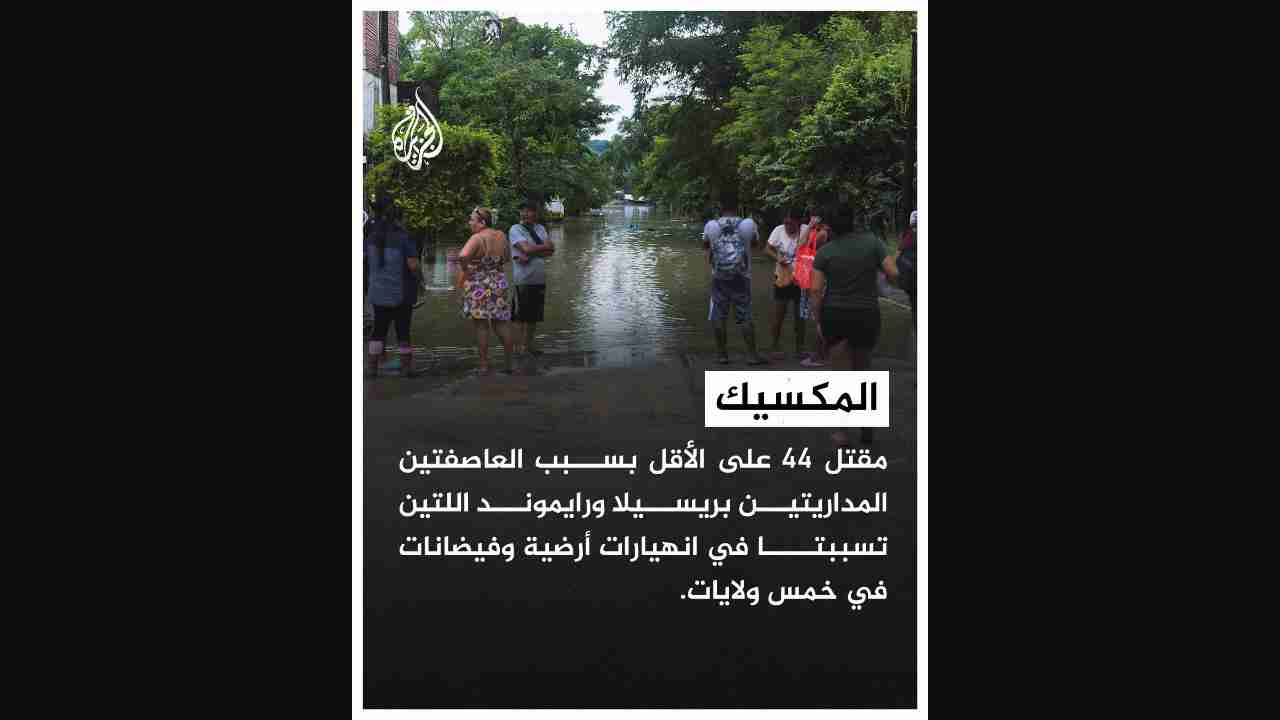 الجزيرة
المكسيك
مقتل 44 على الأقل بسبب العاصفتين
المداريتين بريسيلا ورايموند اللتين
تسببتا في انهيارات أرضية وفيضانات
في خمس ولايات.